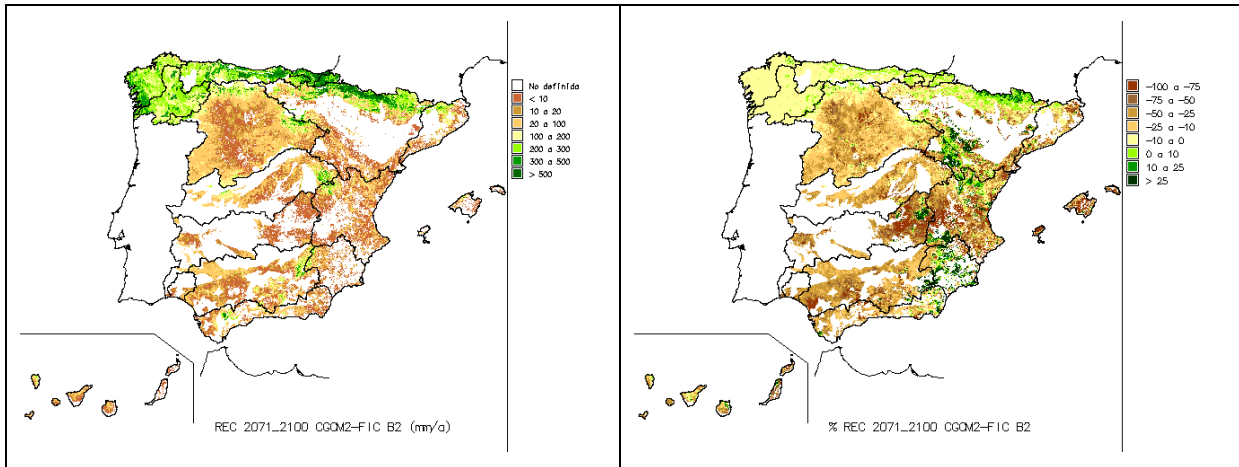 No definida
< 10
10 a 20
20 a 100
100 a 200
200 a 300
300 a 500
> 500
REC 2071_2100 CGCM2-FIC B2 (mm/a)
-100 a -75
-75 a -50
-50 a -25
-25 a -10
-10 a 0
0 a 10
10 a 25
> 25
% REC 2071_2100 CGCM2-FIC B2